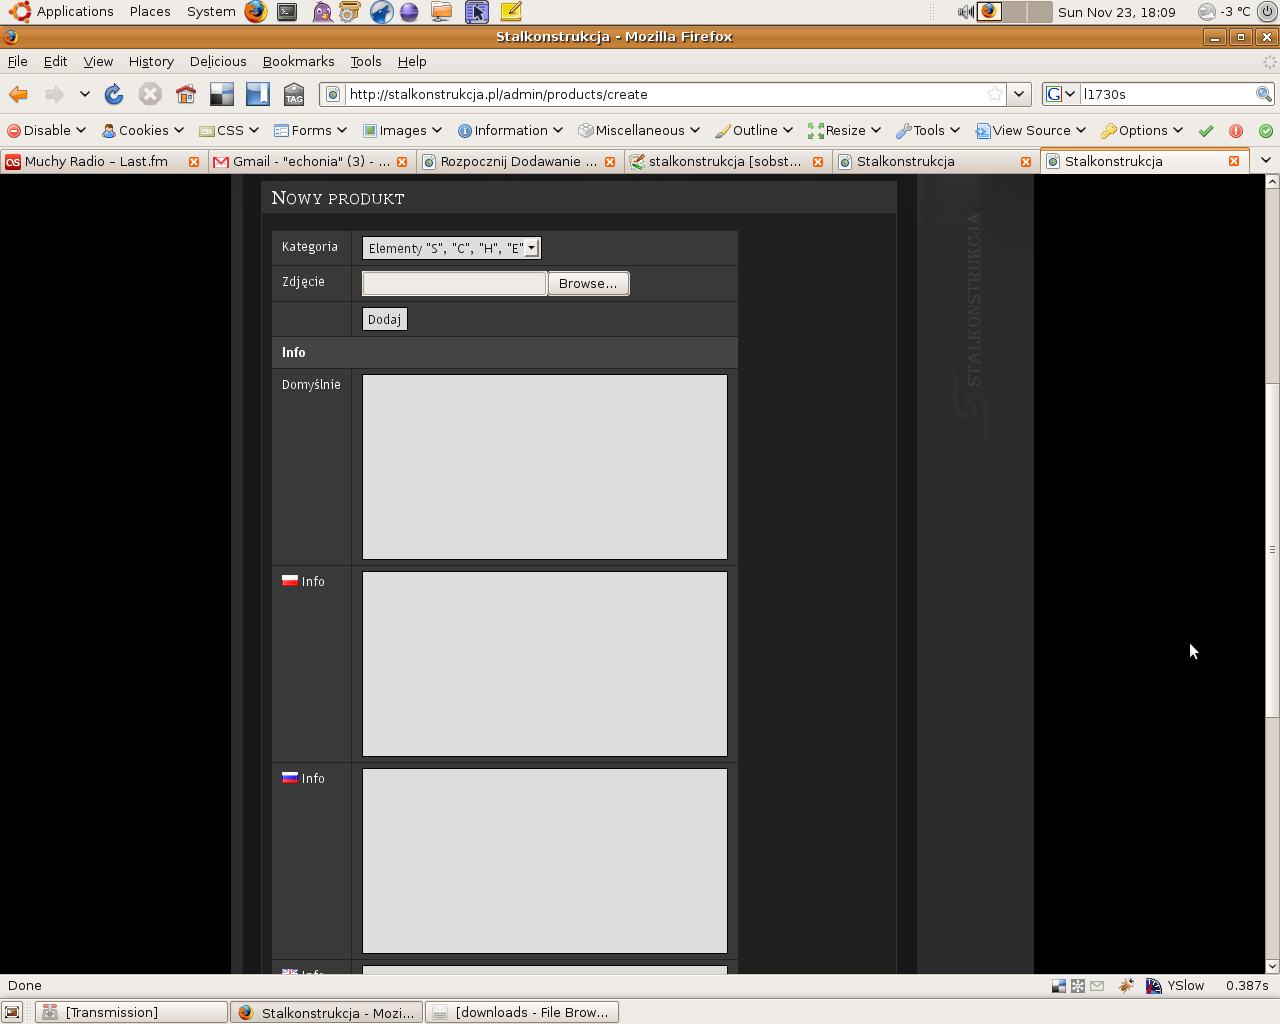 Applications Places System Sun Nov 23, 18:09 -3 °C
Stalkonstrukcja - Mozilla Firefox
File Edit View History Delicious Bookmarks Tools Help
TAG http://stalkonstrukcja.pl/admin/products/create G l1730s
Disable Cookies CSS Forms Images Information Miscellaneous Outline Resize Tools View Source Options
Muchy Radio – Last.fm Gmail - "echonia" (3) - ... Rozpocznij Dodawanie ... stalkonstrukcja [sobst... Stalkonstrukcja Stalkonstrukcja
Nowy produkt
STALKONSTRUKCJA
Kategoria Elementy "S", "C", "H", "E"
Zdjęcie Browse...
Dodaj
Info
Domyślnie
Info
Info
Info
Done YSlow 0.387s
[Transmission] Stalkonstrukcja - Mozi... [downloads - File Brow...